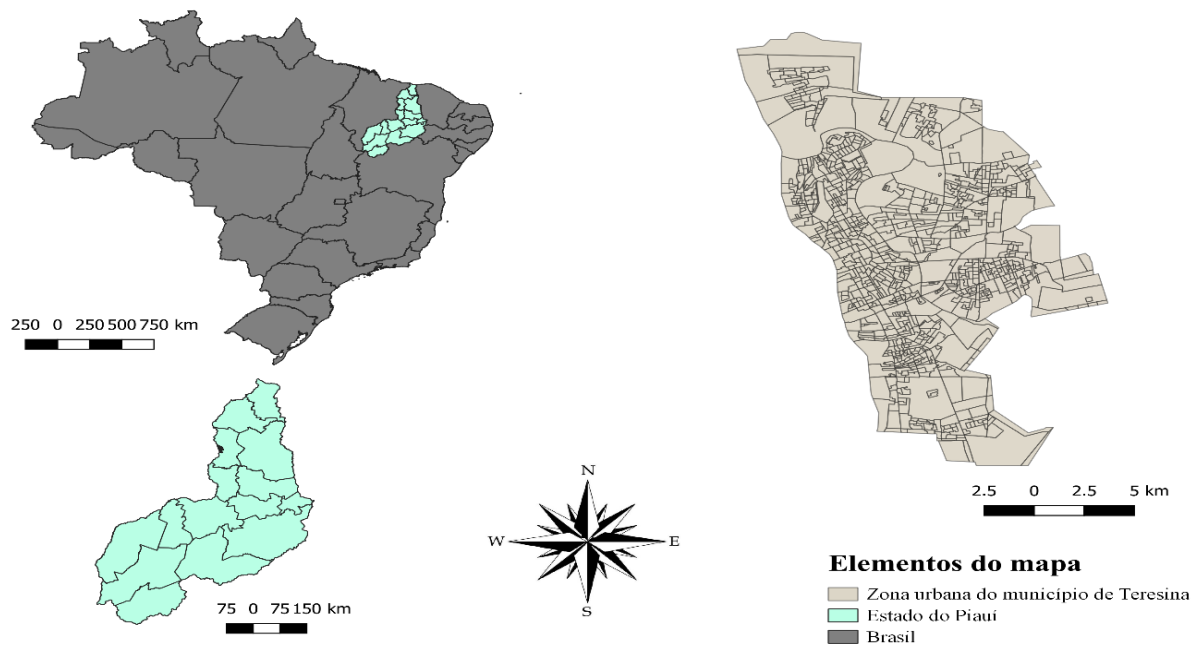 250 0 250 500 750 km
75 0 75 150 km
N
W E
S
2.5 0 2.5 5 km
Elementos do mapa
Zona urbana do município de Teresina
Estado do Piauí
Brasil